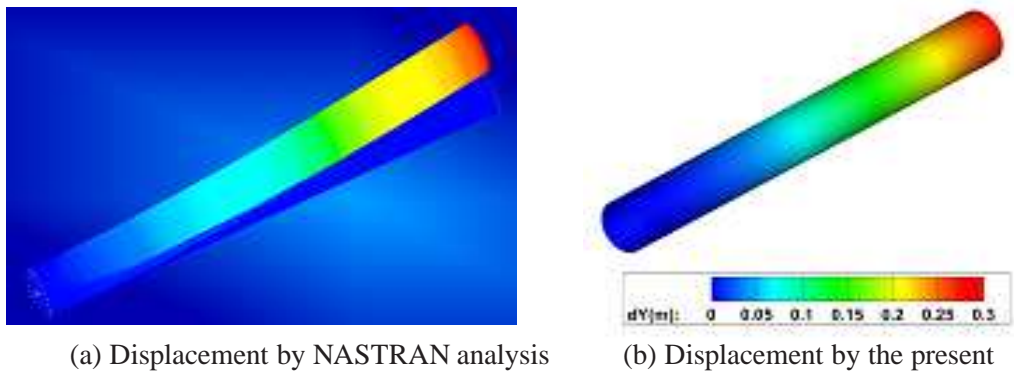 dY[m]: 0 0.05 0.1 0.15 0.2 0.25 0.3
(a) Displacement by NASTRAN analysis (b) Displacement by the present